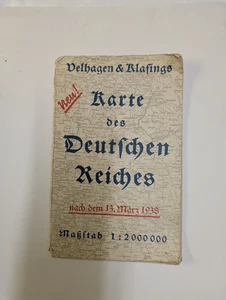 Velhagen & Klasings
Neu!
Karte
des
Deutschen
Reiches
nach dem 13. März 1938
Maßstab 1:2000000